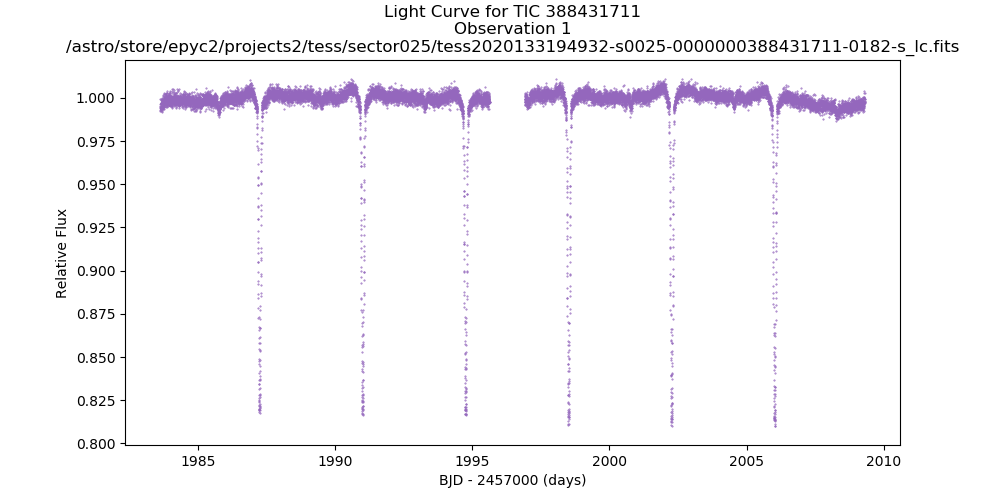 Light Curve for TIC 388431711
Observation 1
/astro/store/epyc2/projects2/tess/sector025/tess2020133194932-s0025-0000000388431711-0182-s_lc.fits
1.000
0.975
0.950
0.925
0.900
0.875
0.850
0.825
0.800
Relative Flux
1985 1990 1995 2000 2005 2010
BJD - 2457000 (days)